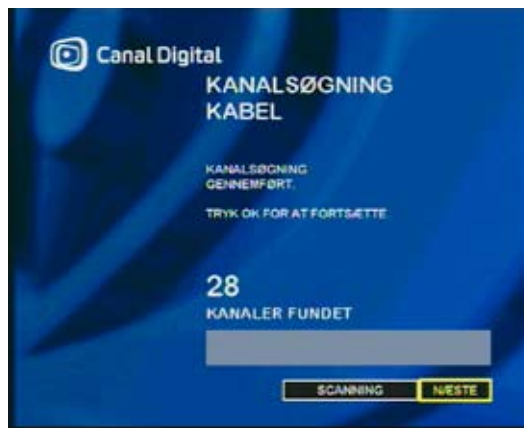 Canal Digital
KANALSØGNING
KABEL
KANALSØGNING
GENNEMFØRT.
TRYK OK FOR AT FORTSÆTTE
28
KANALER FUNDET
SCANNING
NÆSTE